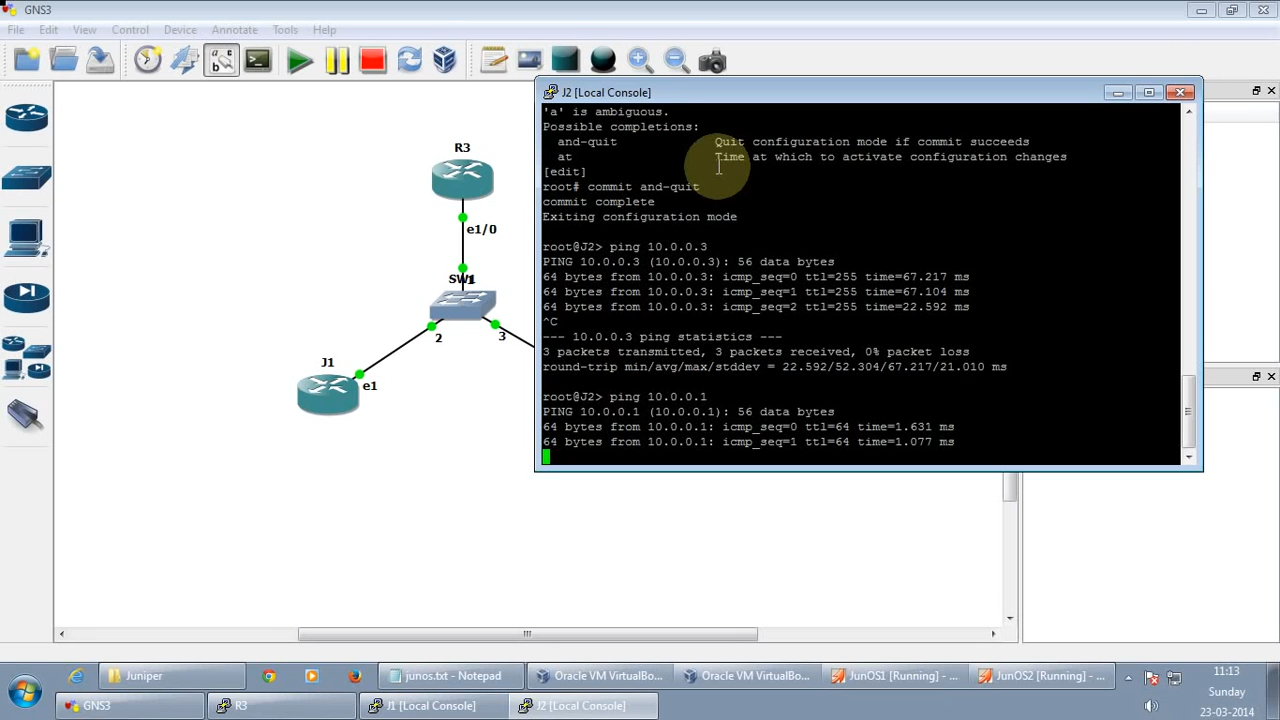 GNS3
File Edit View Control Device Annotate Tools Help
R3
e1/0
SW1
2
3
J1
e1
J2 [Local Console]
'a' is ambiguous.
Possible completions:
and-quit Quit configuration mode if commit succeeds
at Time at which to activate configuration changes
[edit]
root# commit and-quit
commit complete
Exiting configuration mode
root@J2> ping 10.0.0.3
PING 10.0.0.3 (10.0.0.3): 56 data bytes
64 bytes from 10.0.0.3: icmp_seq=0 ttl=255 time=67.217 ms
64 bytes from 10.0.0.3: icmp_seq=1 ttl=255 time=67.104 ms
64 bytes from 10.0.0.3: icmp_seq=2 ttl=255 time=22.592 ms
^C
--- 10.0.0.3 ping statistics ---
3 packets transmitted, 3 packets received, 0% packet loss
round-trip min/avg/max/stddev = 22.592/52.304/67.217/21.010 ms
root@J2> ping 10.0.0.1
PING 10.0.0.1 (10.0.0.1): 56 data bytes
64 bytes from 10.0.0.1: icmp_seq=0 ttl=64 time=1.631 ms
64 bytes from 10.0.0.1: icmp_seq=1 ttl=64 time=1.077 ms
Juniper
junos.txt - Notepad
Oracle VM VirtualBo...
Oracle VM VirtualBo...
JunOS1 [Running] - ...
JunOS2 [Running] - ...
GNS3
R3
J1 [Local Console]
J2 [Local Console]
11:13
Sunday
23-03-2014